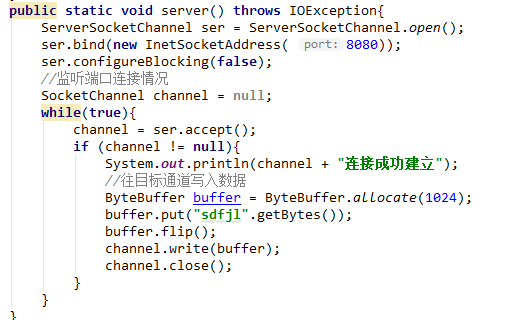 public static void server() throws IOException{
ServerSocketChannel ser = ServerSocketChannel.open();
ser.bind(new InetSocketAddress( port: 8080));
ser.configureBlocking(false);
//监听端口连接情况
SocketChannel channel = null;
while(true){
channel = ser.accept();
if (channel != null){
System.out.println(channel + "连接成功建立");
//往目标通道写入数据
ByteBuffer buffer = ByteBuffer.allocate(1024);
buffer.put("sdfjl".getBytes());
buffer.flip();
channel.write(buffer);
channel.close();
}
}
}